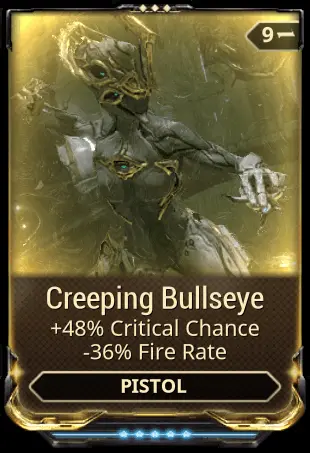 9
Creeping Bullseye
+48% Critical Chance
-36% Fire Rate
PISTOL